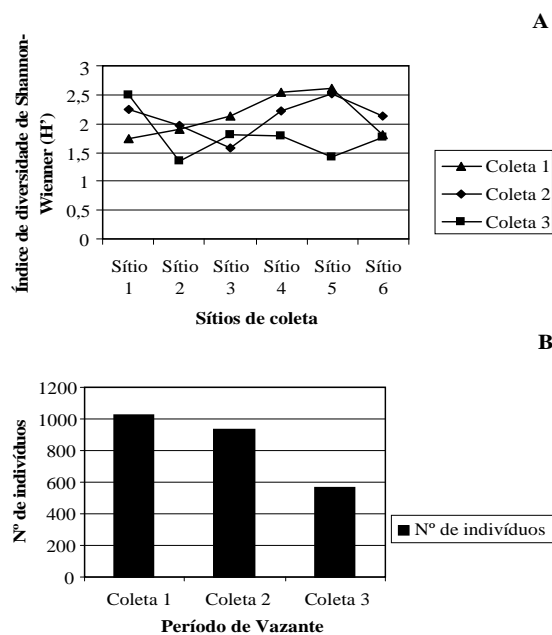 A
Índice de diversidade de Shannon-
Wienner (H')
3
2,5
2
1,5
1
0,5
0
Sítio 1
Sítio 2
Sítio 3
Sítio 4
Sítio 5
Sítio 6
Sítios de coleta
Coleta 1
Coleta 2
Coleta 3
B
Nº de indivíduos
1200
1000
800
600
400
200
0
Coleta 1
Coleta 2
Coleta 3
Período de Vazante
Nº de indivíduos